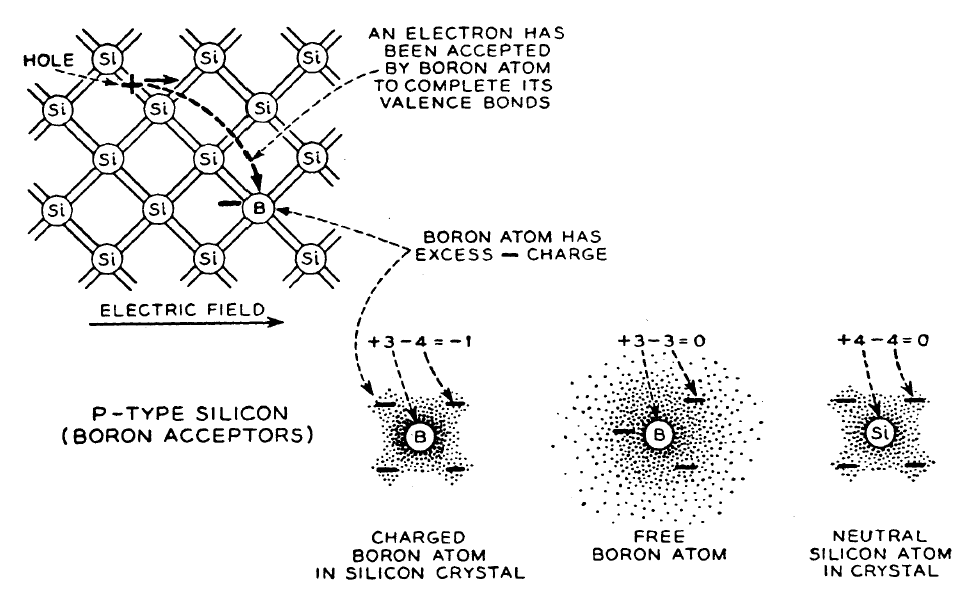 AN ELECTRON HAS
BEEN ACCEPTED
BY BORON ATOM
TO COMPLETE ITS
VALENCE BONDS
HOLE
+
Si Si Si
Si Si Si
Si Si Si
Si Si B
Si Si Si
BORON ATOM HAS
EXCESS — CHARGE
ELECTRIC FIELD
P-TYPE SILICON
(BORON ACCEPTORS)
+3-4=-1
B
CHARGED
BORON ATOM
IN SILICON CRYSTAL
+3-3=0
B
FREE
BORON ATOM
+4-4=0
Si
NEUTRAL
SILICON ATOM
IN CRYSTAL